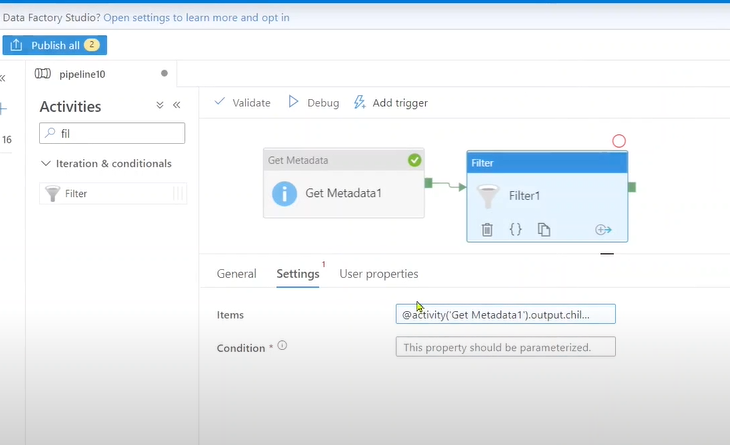 Data Factory Studio? Open settings to learn more and opt in
Publish all 2
« pipeline10
Activities
16
fil
Iteration & conditionals
Filter
Validate Debug Add trigger
Get Metadata
Get Metadata1
Filter
Filter1
{}
General Settings 1 User properties
Items @activity('Get Metadata1').output.chil...
Condition * This property should be parameterized.